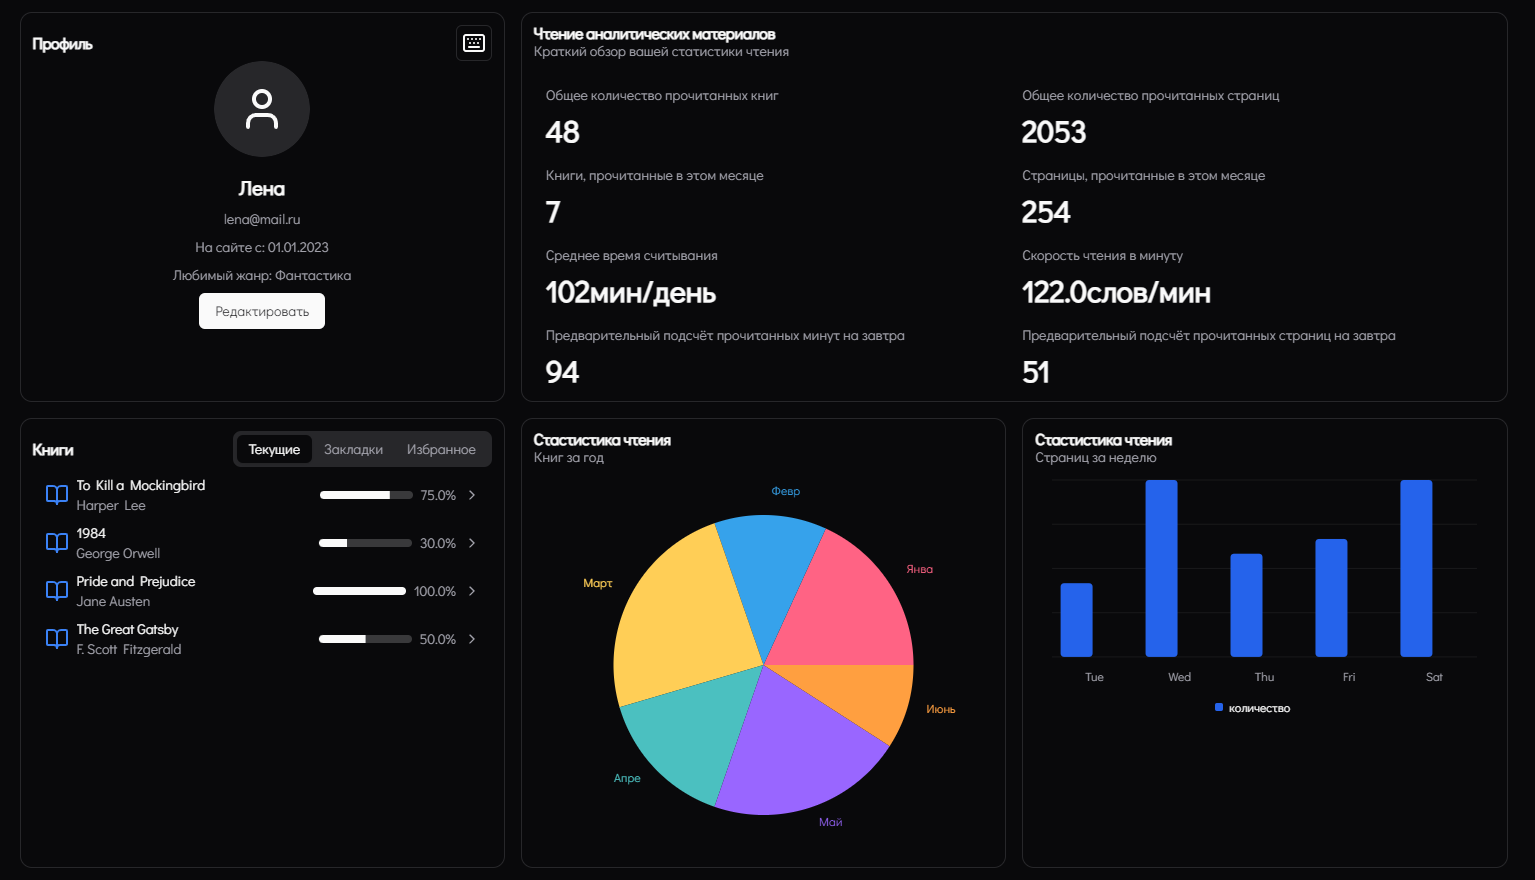 Профиль
Лена
lena@mail.ru
На сайте с: 01.01.2023
Любимый жанр: Фантастика
Редактировать
Чтение аналитических материалов
Краткий обзор вашей статистики чтения
Общее количество прочитанных книг
48
Общее количество прочитанных страниц
2053
Книги, прочитанные в этом месяце
7
Страницы, прочитанные в этом месяце
254
Среднее время считывания
102мин/день
Скорость чтения в минуту
122.0слов/мин
Предварительный подсчёт прочитанных минут на завтра
94
Предварительный подсчёт прочитанных страниц на завтра
51
Книги
Текущие Закладки Избранное
To Kill a Mockingbird
Harper Lee
75.0%
1984
George Orwell
30.0%
Pride and Prejudice
Jane Austen
100.0%
The Great Gatsby
F. Scott Fitzgerald
50.0%
Стастистика чтения
Книг за год
Февр
Янва
Март
Июнь
Апре
Май
Стастистика чтения
Страниц за неделю
Tue Wed Thu Fri Sat
количество